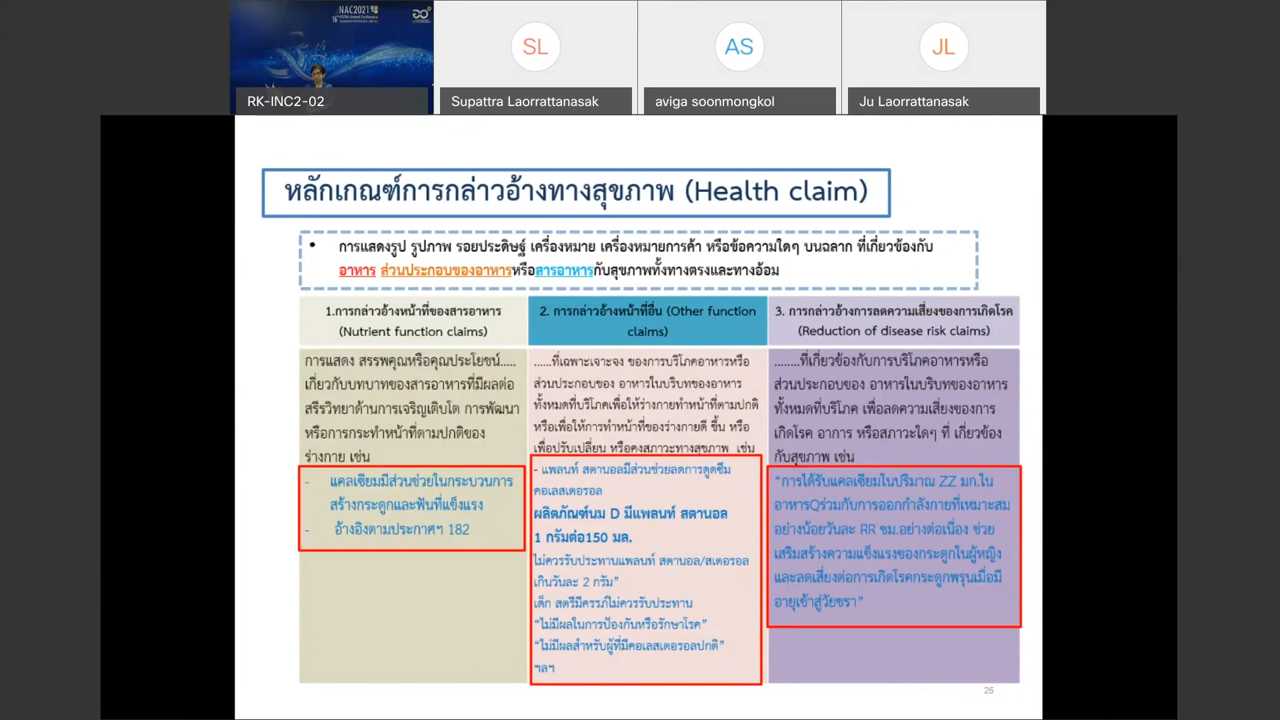 NAC2021
RK-INC2-02
SL
Supattra Laorrattanasak
AS
aviga soonmongkol
JL
Ju Laorrattanasak
หลักเกณฑ์การกล่าวอ้างทางสุขภาพ (Health claim)
• การแสดงรูป รูปภาพ รอยประดิษฐ์ เครื่องหมาย เครื่องหมายการค้า หรือข้อความใดๆ บนฉลาก ที่เกี่ยวข้องกับ
อาหาร ส่วนประกอบของอาหารหรือสารอาหารกับสุขภาพทั้งทางตรงและทางอ้อม
1.การกล่าวอ้างหน้าที่ของสารอาหาร
(Nutrient function claims)
การแสดง สรรพคุณหรือคุณประโยชน์.....
เกี่ยวกับบทบาทของสารอาหารที่มีผลต่อ
สรีรวิทยาด้านการเจริญเติบโต การพัฒนา
หรือการกระทำหน้าที่ตามปกติของ
ร่างกาย เช่น
- แคลเซียมมีส่วนช่วยในกระบวนการ
สร้างกระดูกและฟันที่แข็งแรง
- อ้างอิงตามประกาศฯ 182
2. การกล่าวอ้างหน้าที่อื่น (Other function
claims)
......ที่เฉพาะเจาะจง ของการบริโภคอาหารหรือ
ส่วนประกอบของ อาหารในบริบทของอาหาร
ทั้งหมดที่บริโภคเพื่อให้ร่างกายทำหน้าที่ตามปกติ
หรือเพื่อให้การทำหน้าที่ของร่างกายดี ขึ้น หรือ
เพื่อปรับเปลี่ยน หรือคงสภาวะทางสุขภาพ เช่น
- แพลนท์ สตานอลมีส่วนช่วยลดการดูดซึม
คอเลสเตอรอล
ผลิตภัณฑ์นม D มีแพลนท์ สตานอล
1 กรัมต่อ150 มล.
ไม่ควรรับประทานแพลนท์ สตานอล/สเตอรอล
เกินวันละ 2 กรัม”
เด็ก สตรีมีครรภ์ไม่ควรรับประทาน
“ไม่มีผลในการป้องกันหรือรักษาโรค”
“ไม่มีผลสำหรับผู้ที่มีคอเลสเตอรอลปกติ”
ฯลฯ
3. การกล่าวอ้างการลดความเสี่ยงของการเกิดโรค
(Reduction of disease risk claims)
........ที่เกี่ยวข้องกับการบริโภคอาหารหรือ
ส่วนประกอบของ อาหารในบริบทของอาหาร
ทั้งหมดที่บริโภค เพื่อลดความเสี่ยงของการ
เกิดโรค อาการ หรือสภาวะใดๆ ที่ เกี่ยวข้อง
กับสุขภาพ เช่น
“การได้รับแคลเซียมในปริมาณ ZZ มก.ใน
อาหารQร่วมกับการออกกำลังกายที่เหมาะสม
อย่างน้อยวันละ RR ชม.อย่างต่อเนื่อง ช่วย
เสริมสร้างความแข็งแรงของกระดูกในผู้หญิง
และลดเสี่ยงต่อการเกิดโรคกระดูกพรุนเมื่อมี
อายุเข้าสู่วัยชรา”
25